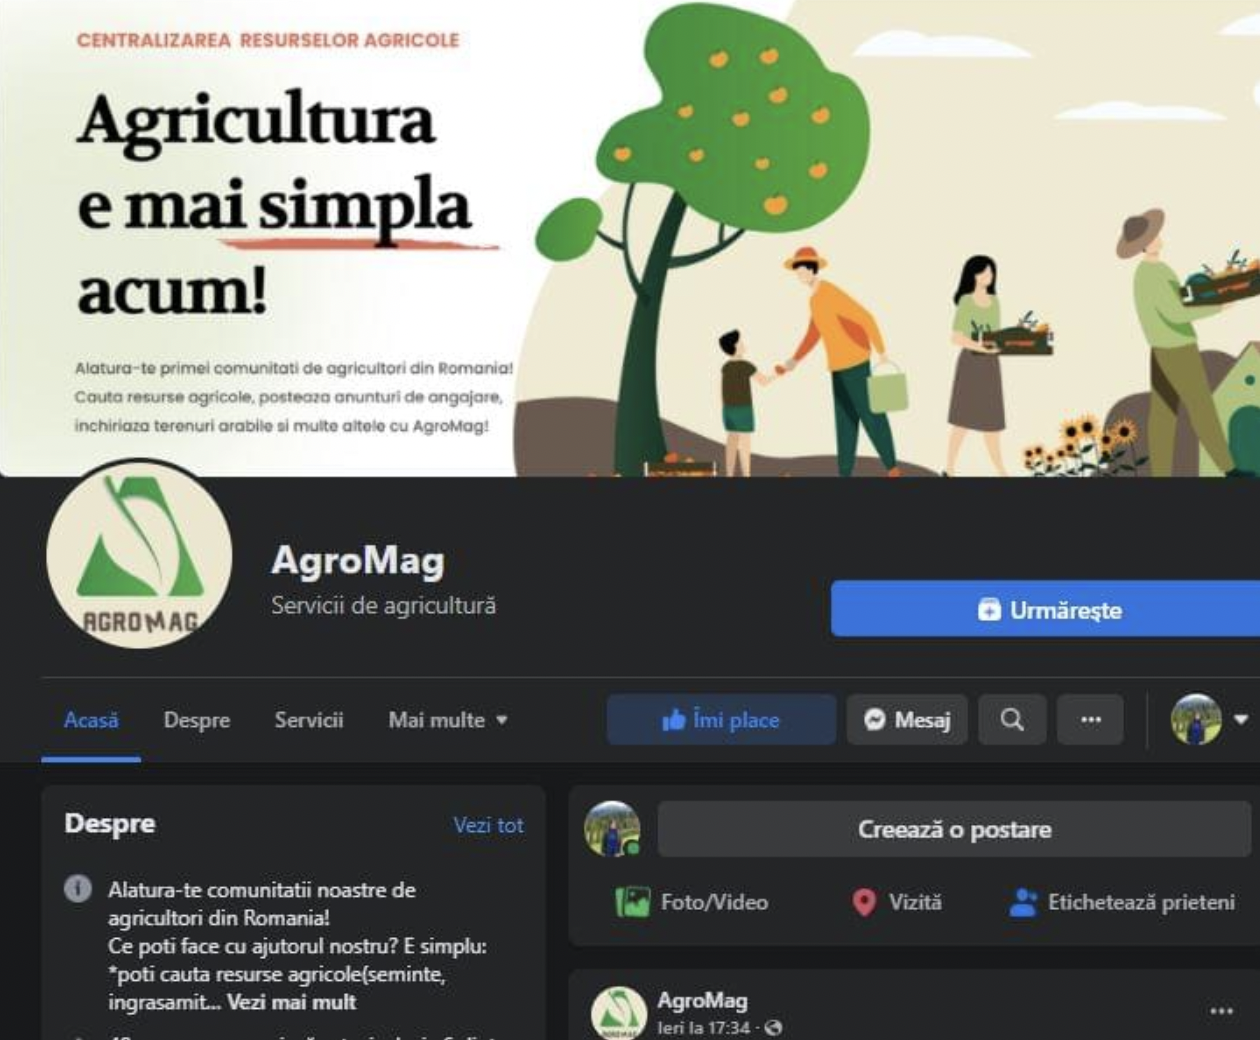 CENTRALIZAREA RESURSELOR AGRICOLE
Agricultura
e mai simpla
acum!
Alatura-te primei comunitati de agricultori din Romania!
Cauta resurse agricole, posteaza anunturi de angajare,
inchiriaza terenuri arabile si multe altele cu AgroMag!
AGROMAG
AgroMag
Servicii de agricultură
Urmărește
Acasă Despre Servicii Mai multe
Îmi place Mesaj
Despre Vezi tot
Alatura-te comunitatii noastre de
agricultori din Romania!
Ce poti face cu ajutorul nostru? E simplu:
*poti cauta resurse agricole(seminte,
ingrasamit... Vezi mai mult
Creează o postare
Foto/Video Vizită Etichetează prieteni
AgroMag
Ieri la 17:34 ·